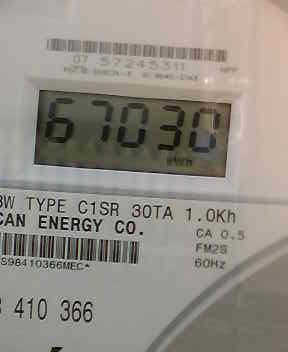 07 57245311
67030
kWh
3W TYPE C1SR 30TA 1.0Kh
CAN ENERGY CO.
CA 0.5
FM2S
60Hz
S98410366MEC*
410 366